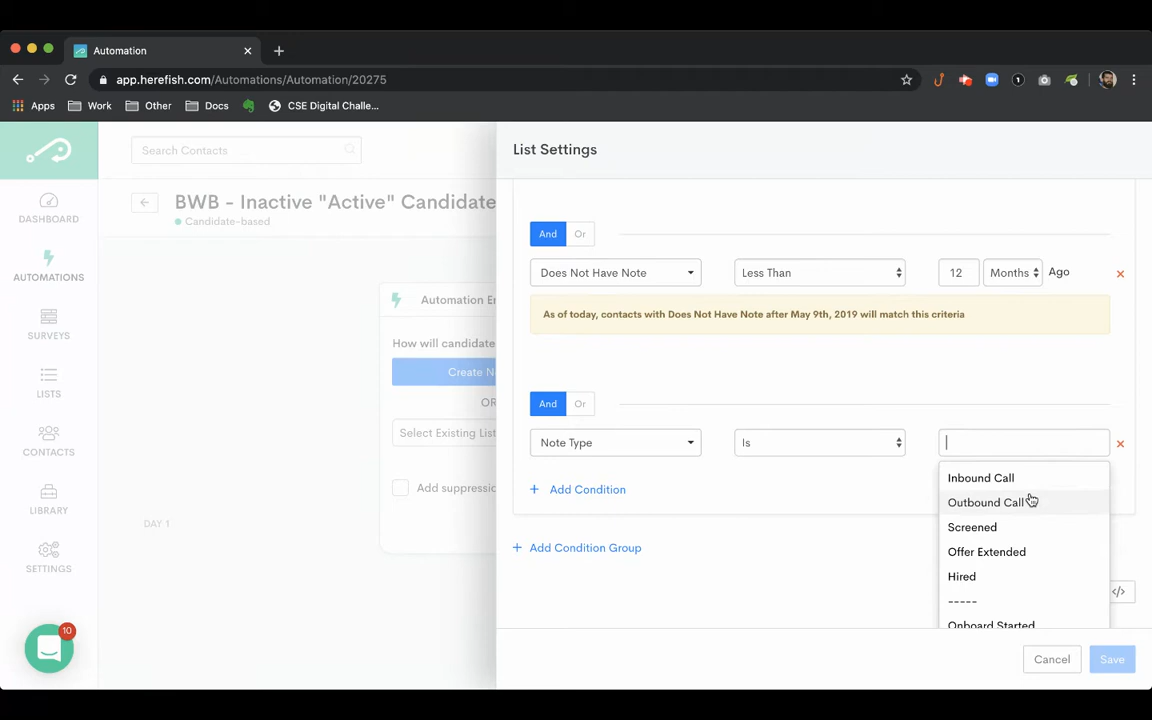 Automation
app.herefish.com/Automations/Automation/20275
Apps Work Other Docs CSE Digital Challe...
Search Contacts
BWB - Inactive "Active" Candidate
Candidate-based
DASHBOARD
AUTOMATIONS
SURVEYS
LISTS
CONTACTS
LIBRARY
SETTINGS
10
Automation En
How will candidate
Create Ne
OR
Select Existing List
Add suppressio
DAY 1
List Settings
And Or
Does Not Have Note Less Than 12 Months Ago
As of today, contacts with Does Not Have Note after May 9th, 2019 will match this criteria
And Or
Note Type Is
Inbound Call
Outbound Call
Screened
Offer Extended
Hired
-----
Onboard Started
+ Add Condition
+ Add Condition Group
</>
Cancel Save